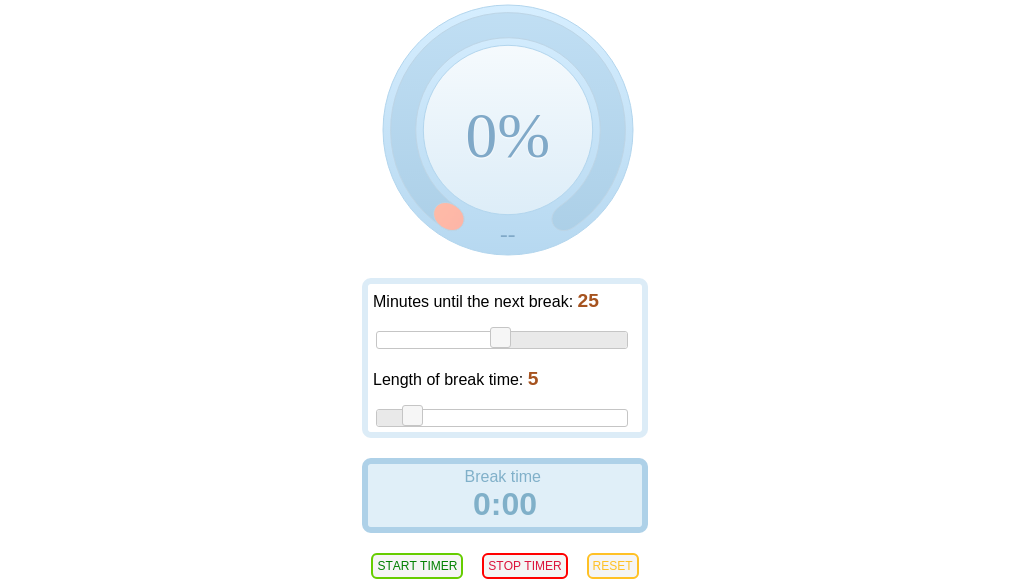 0%
--
Minutes until the next break: 25
Length of break time: 5
Break time
0:00
START TIMER STOP TIMER RESET